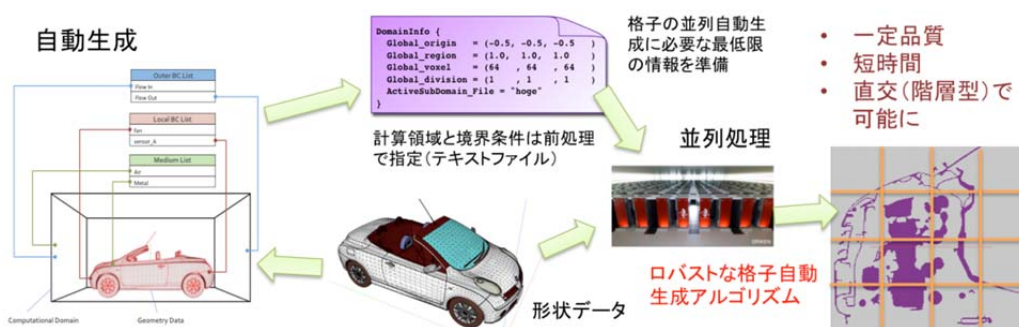 自動生成
Outer BC List
Flow In
Flow Out
Local BC List
fan
sensor_A
Medium List
Air
Metal
Computational Domain
Geometry Data
DomainInfo {
Global_origin = (-0.5, -0.5, -0.5 )
Global_region = (1.0, 1.0, 1.0 )
Global_voxel = (64 , 64 , 64 )
Global_division = (1 , 1 , 1 )
ActiveSubDomain_File = "hoge"
}
計算領域と境界条件は前処理
で指定(テキストファイル)
格子の並列自動生
成に必要な最低限
の情報を準備
並列処理
形状データ
ロバストな格子自動
生成アルゴリズム
• 一定品質
• 短時間
• 直交(階層型)で
可能に